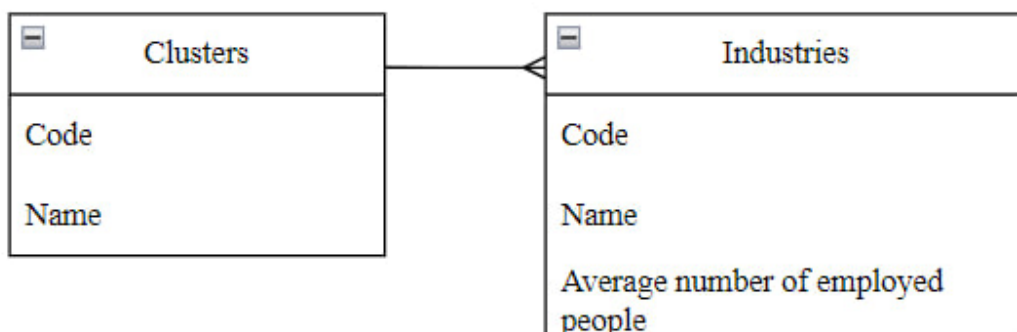 Clusters
Code
Name
Industries
Code
Name
Average number of employed
people